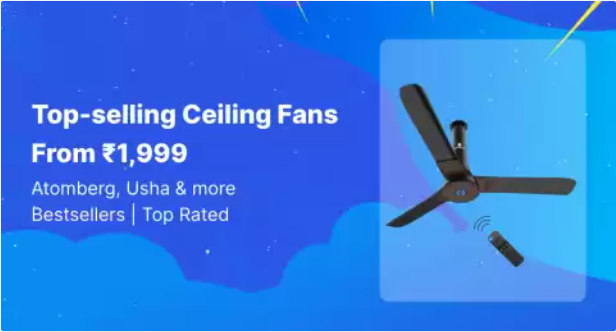 Top-selling Ceiling Fans
From ₹1,999
Atomberg, Usha & more
Bestsellers | Top Rated